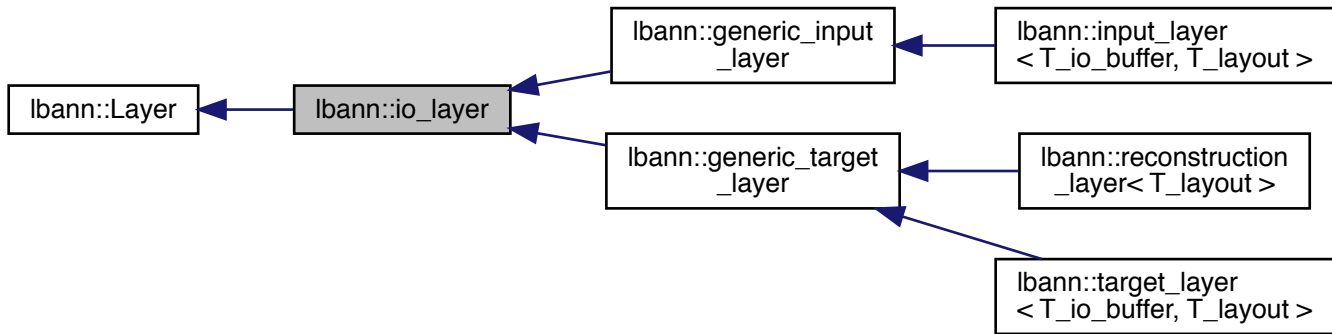 lbann::Layer
lbann::io_layer
lbann::generic_input
_layer
lbann::input_layer
< T_io_buffer, T_layout >
lbann::generic_target
_layer
lbann::reconstruction
_layer< T_layout >
lbann::target_layer
< T_io_buffer, T_layout >